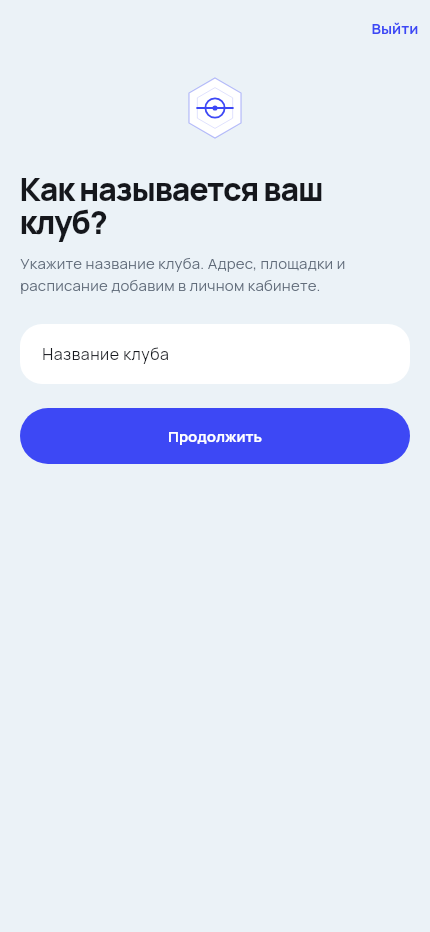 Выйти
Как называется ваш
клуб?
Укажите название клуба. Адрес, площадки и
расписание добавим в личном кабинете.
Название клуба
Продолжить